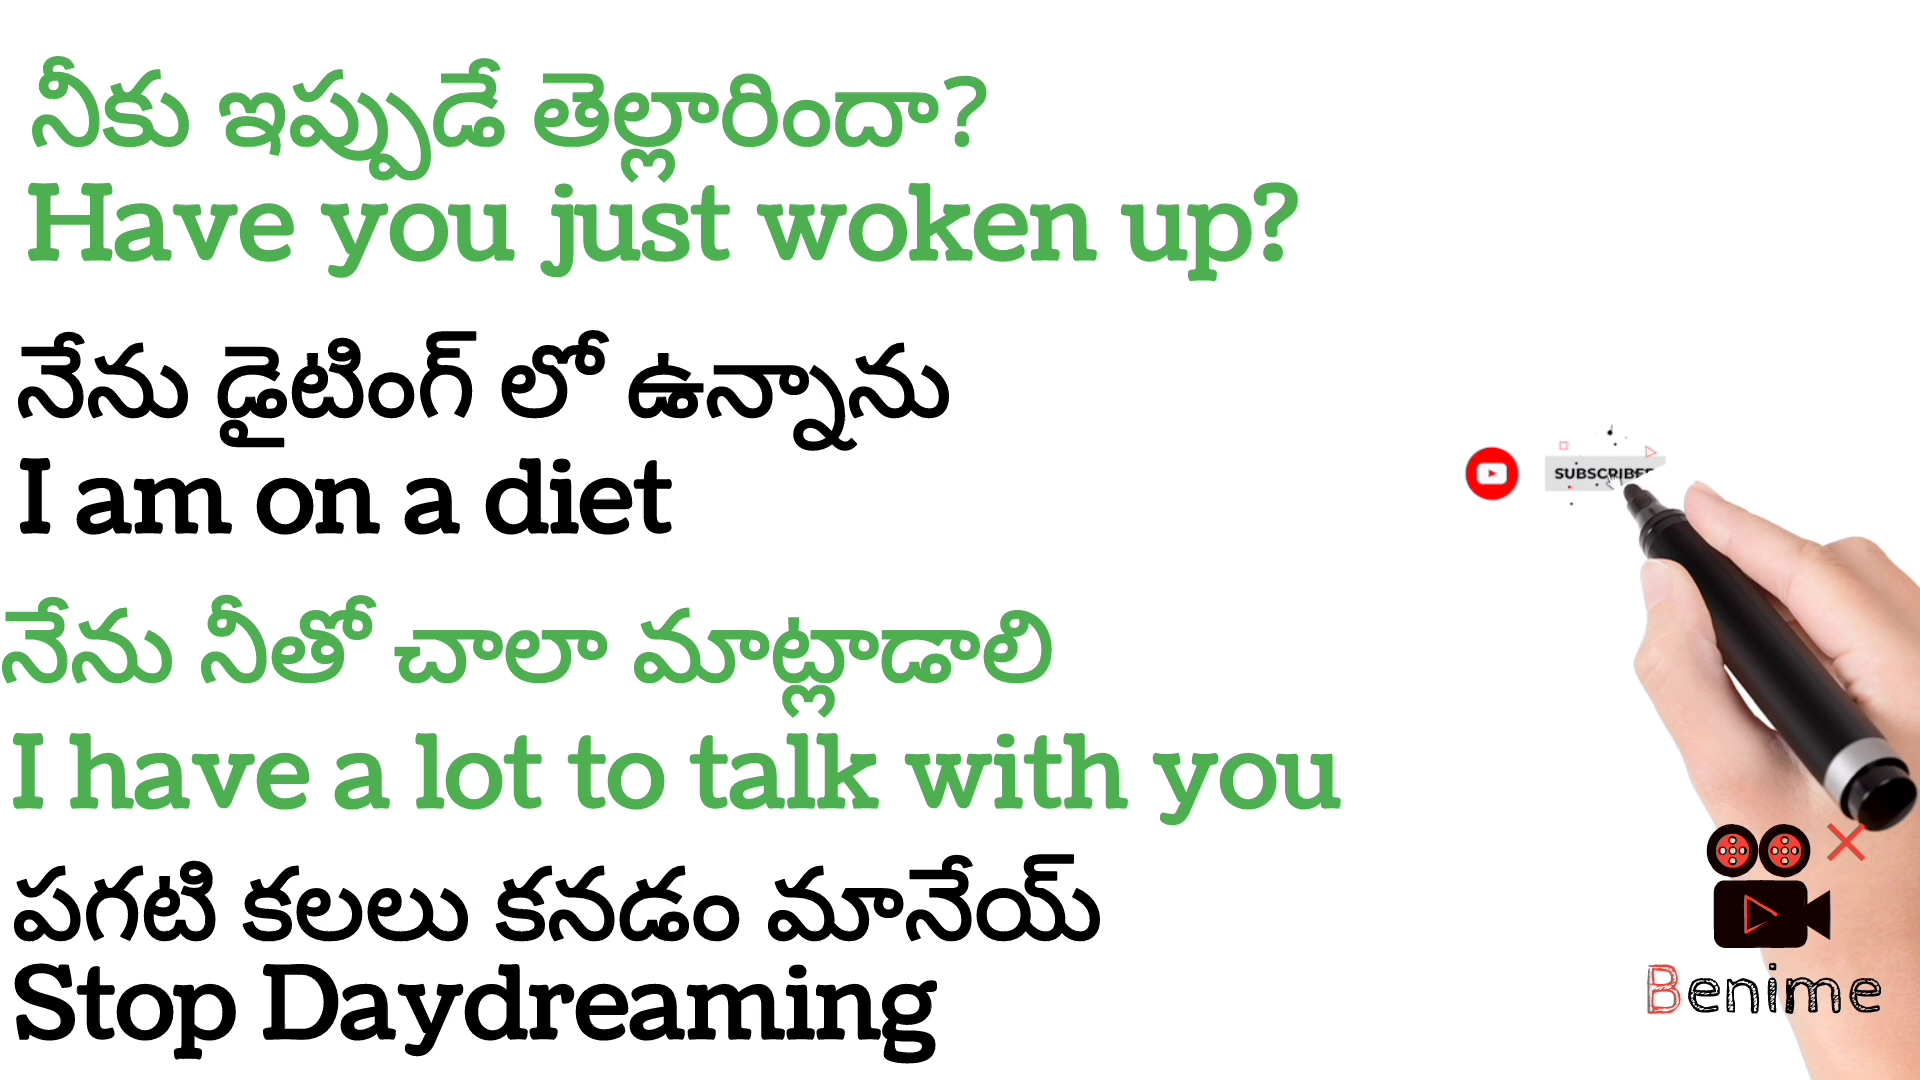 నీకు ఇప్పుడే తెల్లారిందా?
Have you just woken up?
నేను డైటింగ్ లో ఉన్నాను
I am on a diet
నేను నీతో చాలా మాట్లాడాలి
I have a lot to talk with you
పగటి కలలు కనడం మానేయ్
Stop Daydreaming
SUBSCRIBED
Benime